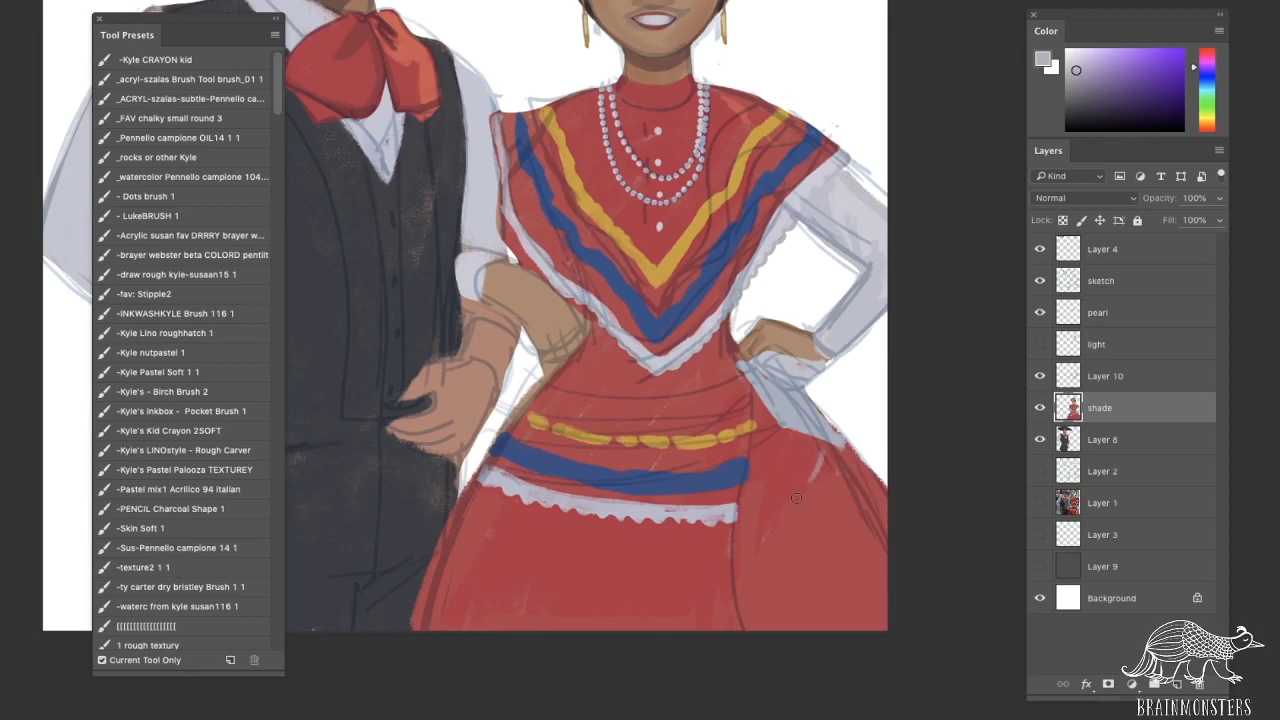 Tool Presets
-Kyle CRAYON kid
_acryl-szalas Brush Tool brush_01 1
_ACRYL-szalas-subtle-Pennello ca...
_FAV chalky small round 3
_Pennello campione OIL14 1 1
_rocks or other Kyle
_watercolor Pennello campione 104...
- Dots brush 1
- LukeBRUSH 1
-Acrylic susan fav DRRRY brayer w...
-brayer webster beta COLORD pentilt
-draw rough kyle-susaan15 1
-fav: Stipple2
-INKWASHKYLE Brush 116 1
-Kyle Lino roughhatch 1
-Kyle nutpastel 1
-Kyle Pastel Soft 1 1
-Kyle's - Birch Brush 2
-Kyle's Inkbox - Pocket Brush 1
-Kyle's Kid Crayon 2SOFT
-Kyle's LINOstyle - Rough Carver
-Kyle's Pastel Palooza TEXTUREY
-Pastel mix1 Acrilico 94 italian
-PENCIL Charcoal Shape 1
-Skin Soft 1
-Sus-Pennello campione 14 1
-texture2 1 1
-ty carter dry bristley Brush 1 1
-waterc from kyle susan116 1
[[[[[[[[[[[[[[[[[
1 rough textury
Current Tool Only
Color
Layers
Kind
Normal Opacity: 100%
Lock: Fill: 100%
Layer 4
sketch
pearl
light
Layer 10
shade
Layer 8
Layer 2
Layer 1
Layer 3
Layer 9
Background
fx
BRAINMONSTERS